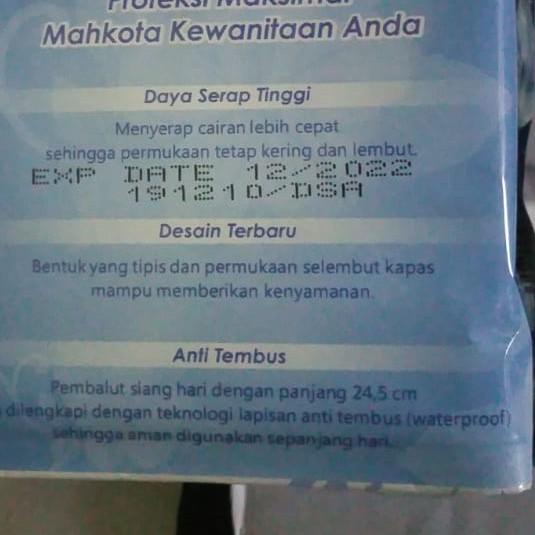 Proteksi Maksimal
Mahkota Kewanitaan Anda
Daya Serap Tinggi
Menyerap cairan lebih cepat
sehingga permukaan tetap kering dan lembut.
EXP DATE 12/2022
191210/DSA
Desain Terbaru
Bentuk yang tipis dan permukaan selembut kapas
mampu memberikan kenyamanan.
Anti Tembus
Pembalut siang hari dengan panjang 24,5 cm
dilengkapi dengan teknologi lapisan anti tembus (waterproof)
sehingga aman digunakan sepanjang hari.